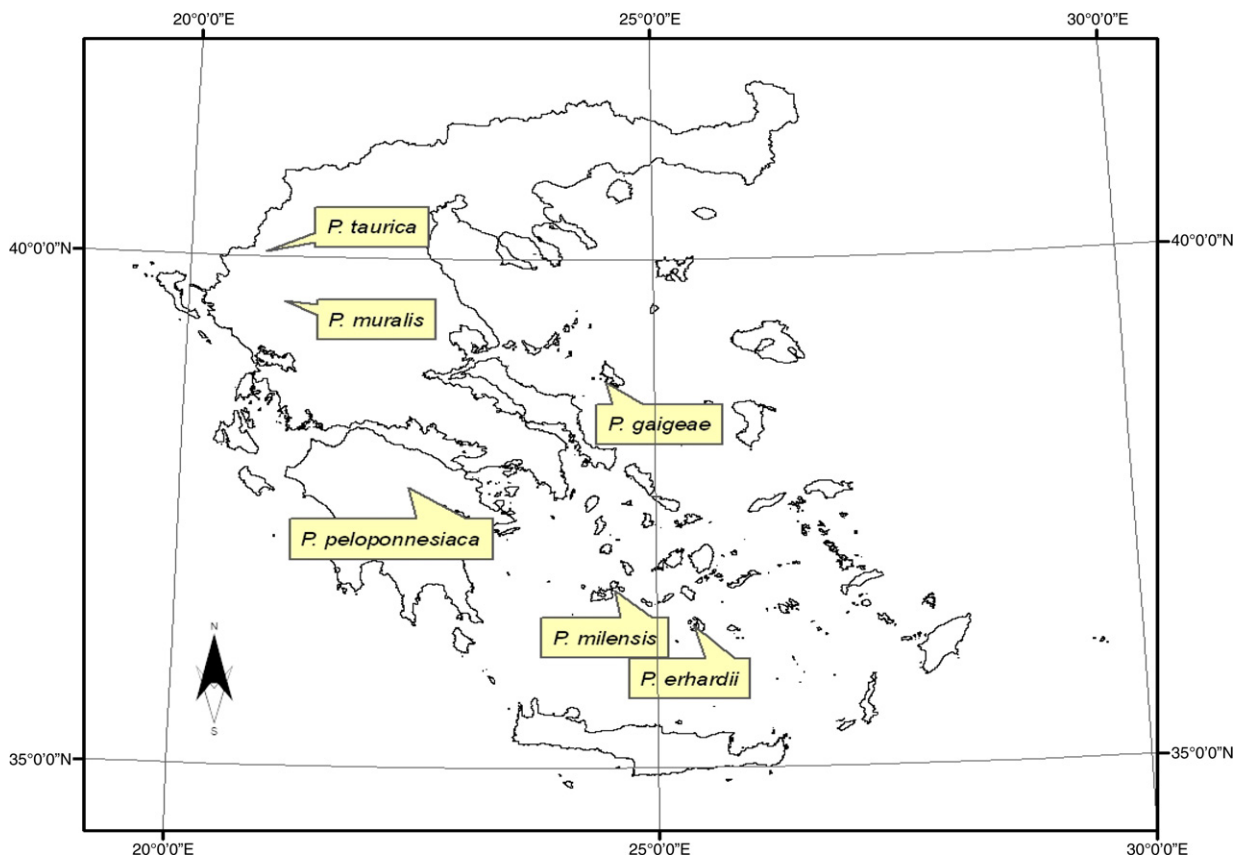 20°0'0"E
25°0'0"E
30°0'0"E
P. taurica
40°0'0"N
40°0'0"N
P. muralis
P. gaigeae
P. peloponnesiaca
P. milensis
P. erhardii
N
S
35°0'0"N
35°0'0"N
20°0'0"E
25°0'0"E
30°0'0"E